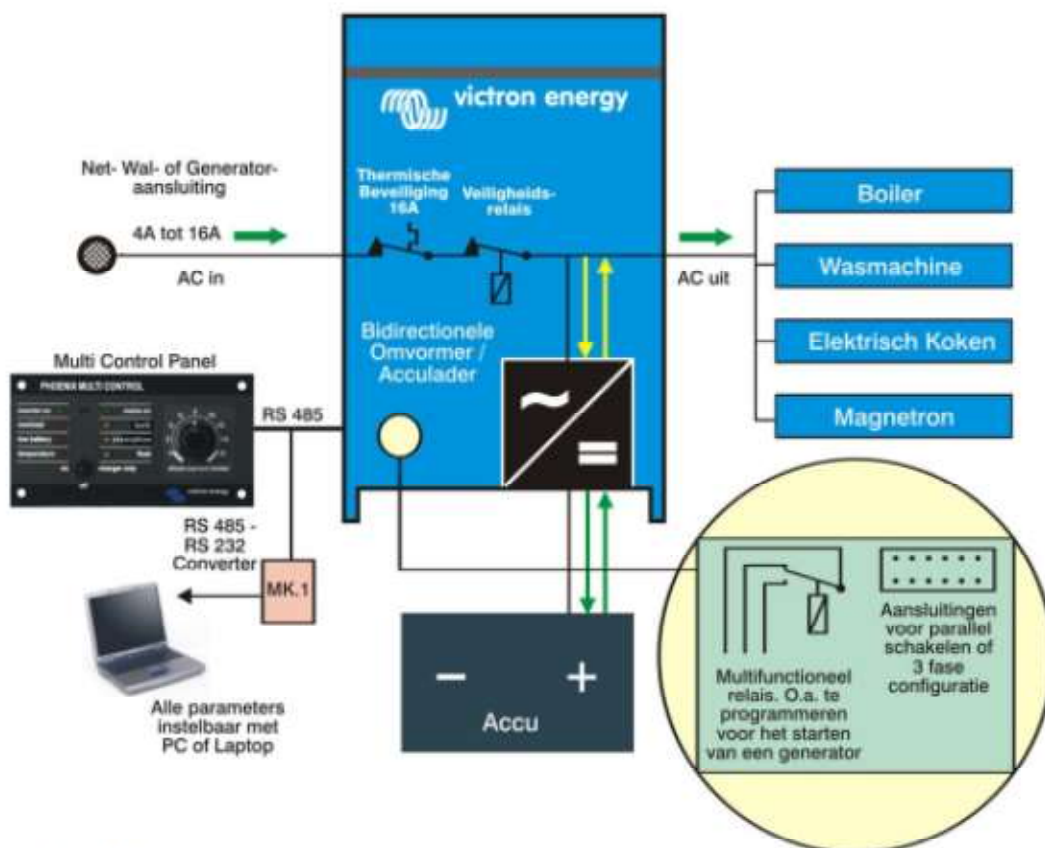 victron energy
Net- Wal- of Generator-
aansluiting
4A tot 16A
AC in
Thermische
Beveiliging
16A
Veiligheids-
relais
AC uit
Boiler
Wasmachine
Elektrisch Koken
Magnetron
Bidirectionele
Omvormer /
Acculader
Multi Control Panel
PHOENIX MULTI CONTROL
victron energy
RS 485
RS 485 -
RS 232
Converter
MK.1
Alle parameters
instelbaar met
PC of Laptop
Accu
Multifunctioneel
relais. O.a. te
programmeren
voor het starten
van een generator
Aansluitingen
voor parallel
schakelen of
3 fase
configuratie